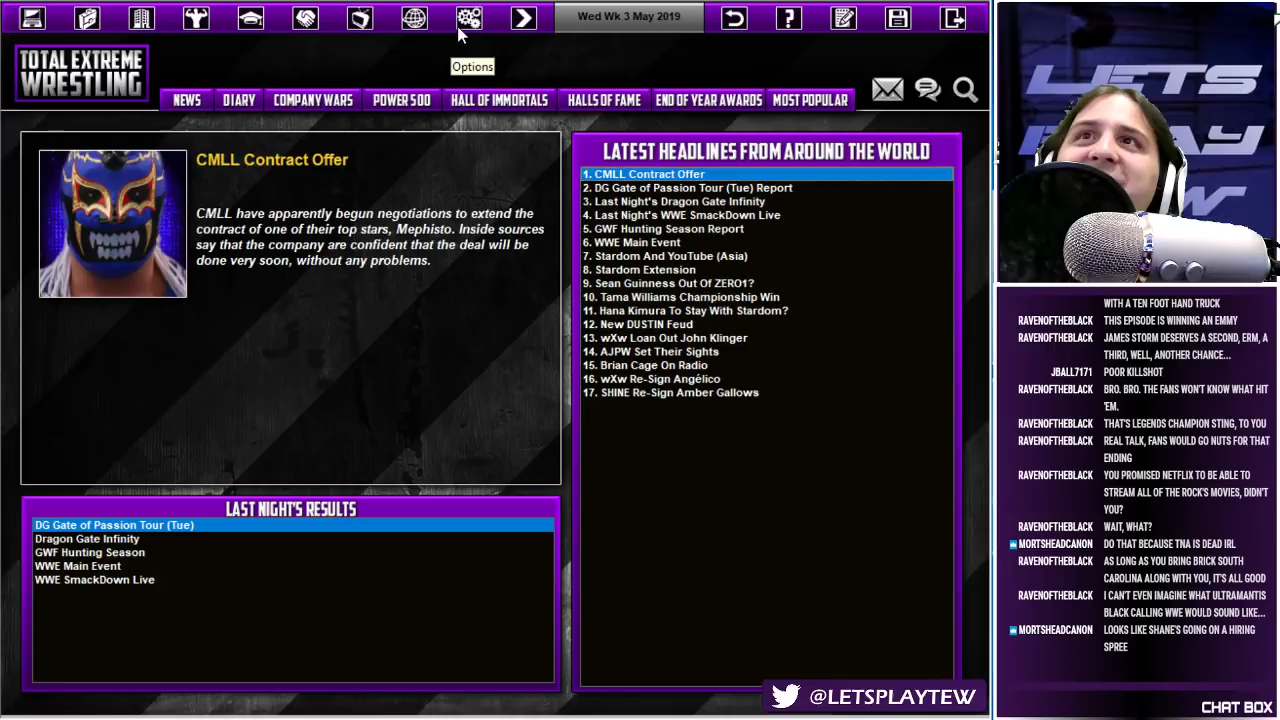 Wed Wk 3 May 2019
Options
TOTAL EXTREME
WRESTLING
NEWS
DIARY
COMPANY WARS
POWER 500
HALL OF IMMORTALS
HALLS OF FAME
END OF YEAR AWARDS
MOST POPULAR
CMLL Contract Offer
CMLL have apparently begun negotiations to extend the
contract of one of their top stars, Mephisto. Inside sources
say that the company are confident that the deal will be
done very soon, without any problems.
LAST NIGHT'S RESULTS
DG Gate of Passion Tour (Tue)
Dragon Gate Infinity
GWF Hunting Season
WWE Main Event
WWE SmackDown Live
LATEST HEADLINES FROM AROUND THE WORLD
1. CMLL Contract Offer
2. DG Gate of Passion Tour (Tue) Report
3. Last Night's Dragon Gate Infinity
4. Last Night's WWE SmackDown Live
5. GWF Hunting Season Report
6. WWE Main Event
7. Stardom And YouTube (Asia)
8. Stardom Extension
9. Sean Guinness Out Of ZERO1?
10. Tama Williams Championship Win
11. Hana Kimura To Stay With Stardom?
12. New DUSTIN Feud
13. wXw Loan Out John Klinger
14. AJPW Set Their Sights
15. Brian Cage On Radio
16. wXw Re-Sign Angélico
17. SHINE Re-Sign Amber Gallows
@LETSPLAYTEW
LETS
PLAY
WITH A TEN FOOT HAND TRUCK
RAVENOFTHEBLACK THIS EPISODE IS WINNING AN EMMY
RAVENOFTHEBLACK JAMES STORM DESERVES A SECOND, ERM, A
THIRD, WELL, ANOTHER CHANCE...
JBALL7171 POOR KILLSHOT
RAVENOFTHEBLACK BRO. BRO. THE FANS WON'T KNOW WHAT HIT
'EM.
RAVENOFTHEBLACK THAT'S LEGENDS CHAMPION STING, TO YOU
RAVENOFTHEBLACK REAL TALK, FANS WOULD GO NUTS FOR THAT
ENDING
RAVENOFTHEBLACK YOU PROMISED NETFLIX TO BE ABLE TO
STREAM ALL OF THE ROCK'S MOVIES, DIDN'T
YOU?
RAVENOFTHEBLACK WAIT, WHAT?
MORTSHEADCANON DO THAT BECAUSE TNA IS DEAD IRL
RAVENOFTHEBLACK AS LONG AS YOU BRING BRICK SOUTH
CAROLINA ALONG WITH YOU, IT'S ALL GOOD
RAVENOFTHEBLACK I CAN'T EVEN IMAGINE WHAT ULTRAMANTIS
BLACK CALLING WWE WOULD SOUND LIKE...
MORTSHEADCANON LOOKS LIKE SHANE'S GOING ON A HIRING
SPREE
CHAT BOX